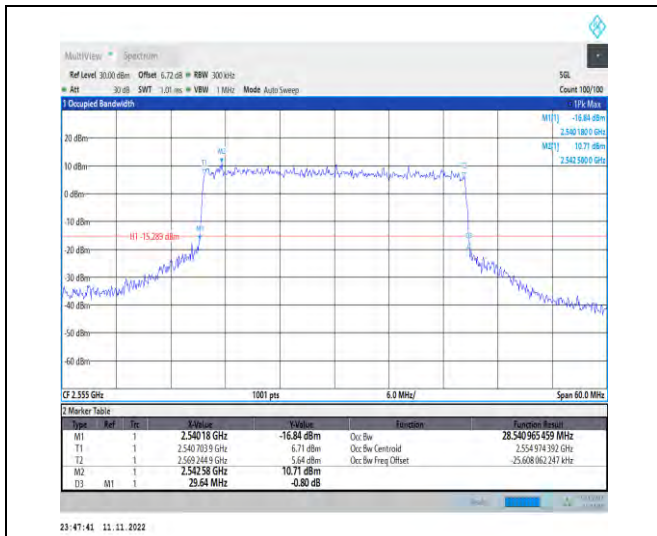 MultiView Spectrum
Ref Level 30.00 dBm Offset 6.72 dB RBW 300 kHz SGL
Att 30 dB SWT 1.01 ms VBW 1 MHz Mode Auto Sweep Count 100/100
1 Occupied Bandwidth 1Pk Max
M1[1] -16.84 dBm
2.540 180 0 GHz
M2[1] 10.71 dBm
2.542 580 0 GHz
20 dBm
M2
T1
10 dBm
0 dBm
-10 dBm
M1
H1 -15.289 dBm
-20 dBm
-30 dBm
-40 dBm
-50 dBm
-60 dBm
CF 2.555 GHz 1001 pts 6.0 MHz/ Span 60.0 MHz
2 Marker Table
Type Ref Trc X-Value Y-Value Function Function Result
M1 1 2.54018 GHz -16.84 dBm Occ Bw 28.540 965 459 MHz
T1 1 2.540 703 9 GHz 6.71 dBm Occ Bw Centroid 2.554 974 392 GHz
T2 1 2.569 244 9 GHz 5.64 dBm Occ Bw Freq Offset -25.608 062 247 kHz
M2 1 2.542 58 GHz 10.71 dBm
D3 M1 1 29.64 MHz -0.80 dB
23:47:41 11.11.2022